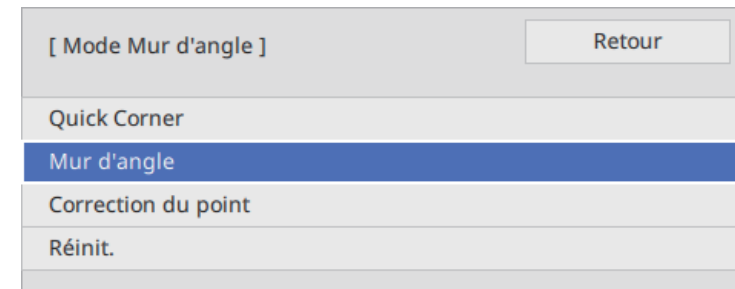 [ Mode Mur d'angle ]
Retour
Quick Corner
Mur d'angle
Correction du point
Réinit.